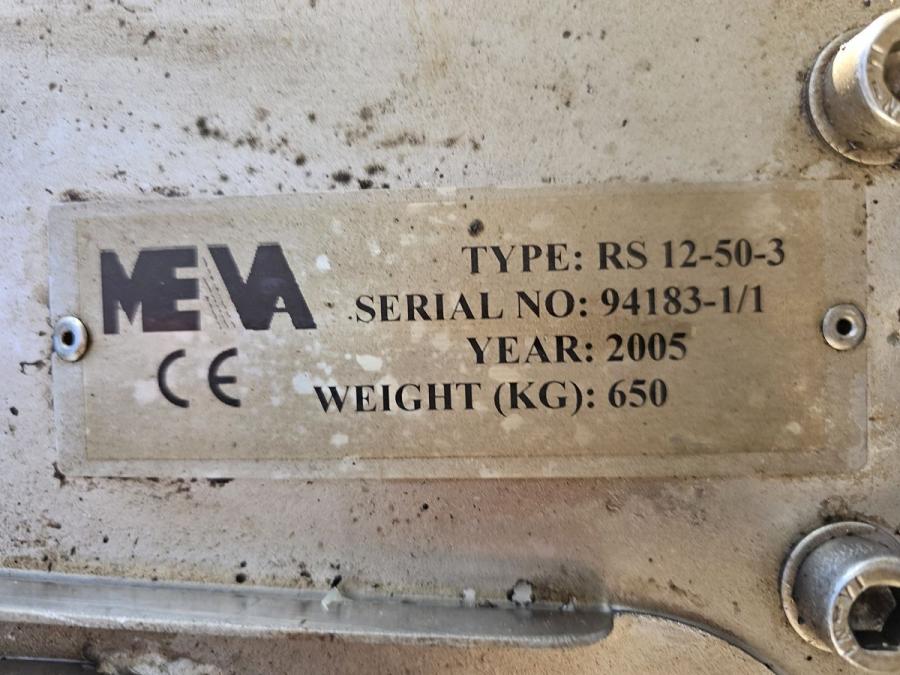 MEVA
TYPE: RS 12-50-3
SERIAL NO: 94183-1/1
CE
YEAR: 2005
WEIGHT (KG): 650